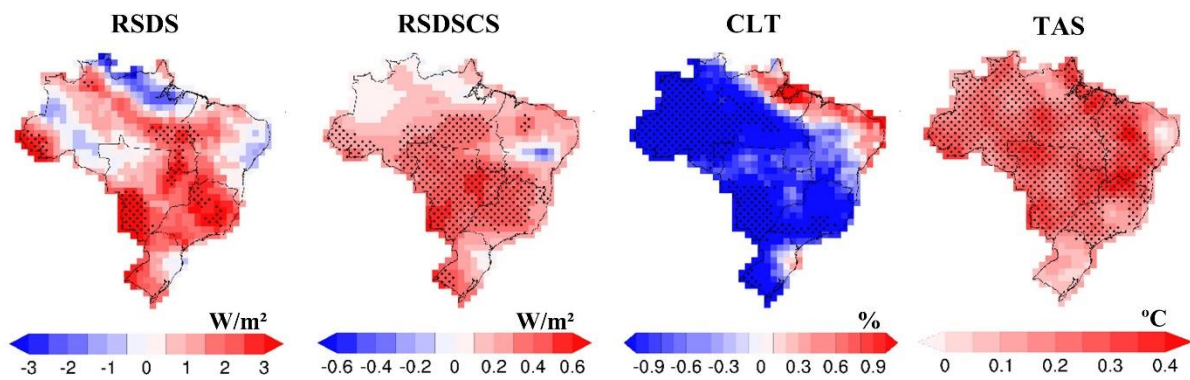 RSDS RSDSCS CLT TAS
W/m² W/m² % ºC
-3 -2 -1 0 1 2 3 -0.6 -0.4 -0.2 0 0.2 0.4 0.6 -0.9 -0.6 -0.3 0 0.3 0.6 0.9 0 0.1 0.2 0.3 0.4